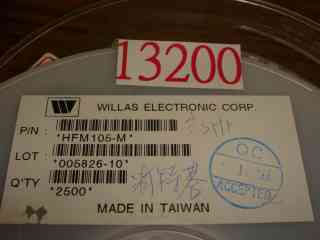 13200
W WILLAS ELECTRONIC CORP.
P/N :
*HFM105-M*
LOT :
*005826-10*
Q'TY
*2500*
QC
ACCEPTED
MADE IN TAIWAN